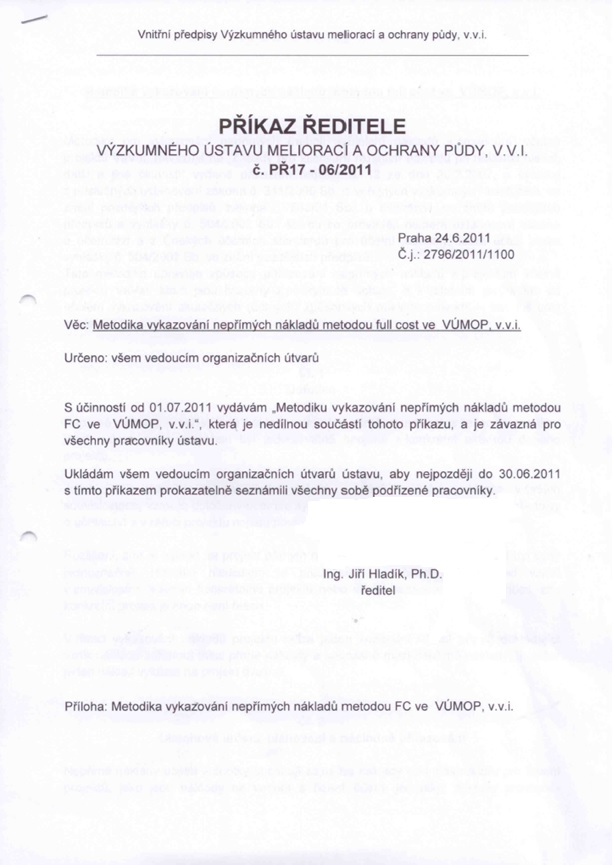 Vnitřní předpisy Výzkumného ústavu meliorací a ochrany půdy, v.v.i.
PŘÍKAZ ŘEDITELE
VÝZKUMNÉHO ÚSTAVU MELIORACÍ A OCHRANY PŮDY, V.V.I.
č. PŘ17 - 06/2011
Praha 24.6.2011
Č.j.: 2796/2011/1100
Věc: Metodika vykazování nepřímých nákladů metodou full cost ve VÚMOP, v.v.i.
Určeno: všem vedoucím organizačních útvarů
S účinností od 01.07.2011 vydávám „Metodiku vykazování nepřímých nákladů metodou
FC ve VÚMOP, v.v.i.“, která je nedílnou součástí tohoto příkazu, a je závazná pro
všechny pracovníky ústavu.
Ukládám všem vedoucím organizačních útvarů ústavu, aby nejpozději do 30.06.2011
s tímto příkazem prokazatelně seznámili všechny sobě podřízené pracovníky.
Ing. Jiří Hladík, Ph.D.
ředitel
Příloha: Metodika vykazování nepřímých nákladů metodou FC ve VÚMOP, v.v.i.